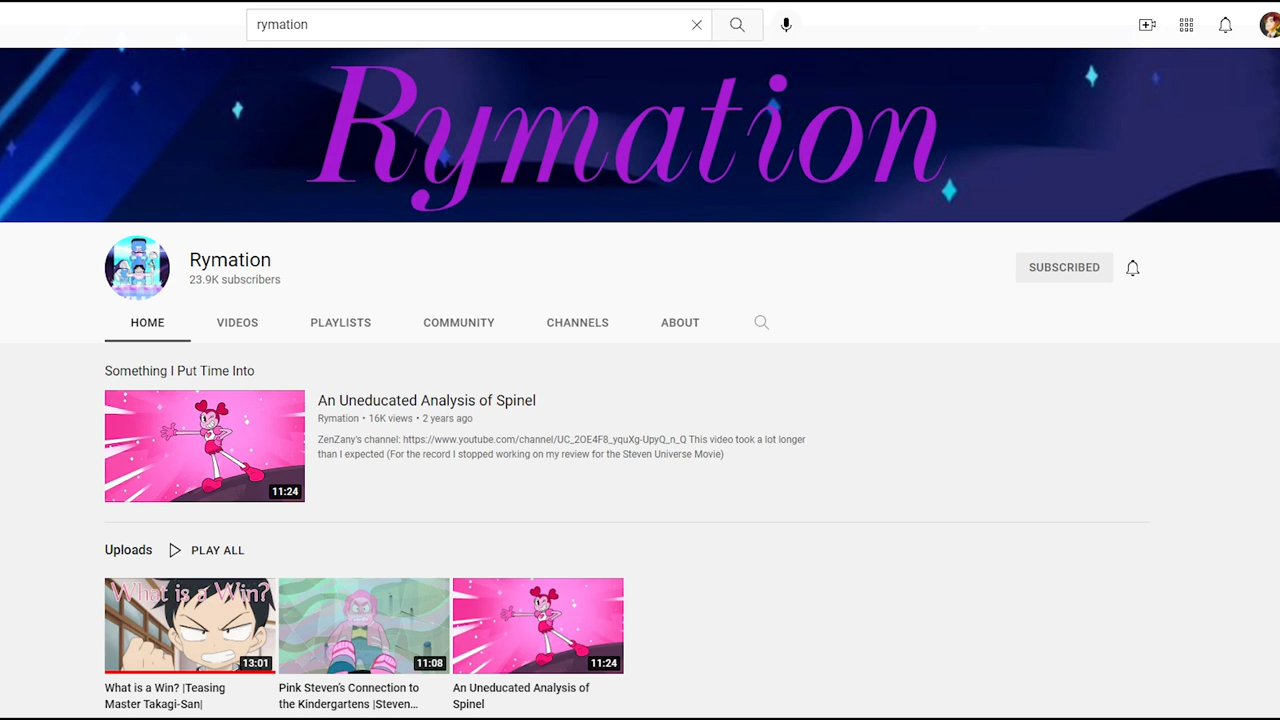 rymation
Rymation
Rymation
23.9K subscribers
SUBSCRIBED
HOME VIDEOS PLAYLISTS COMMUNITY CHANNELS ABOUT
Something I Put Time Into
An Uneducated Analysis of Spinel
Rymation • 16K views • 2 years ago
ZenZany's channel: https://www.youtube.com/channel/UC_2OE4F8_yquXg-UpyQ_n_Q This video took a lot longer
than I expected (For the record I stopped working on my review for the Steven Universe Movie)
11:24
Uploads PLAY ALL
What is a Win?
13:01
11:08
11:24
What is a Win? |Teasing
Master Takagi-San|
Pink Steven's Connection to
the Kindergartens |Steven...
An Uneducated Analysis of
Spinel